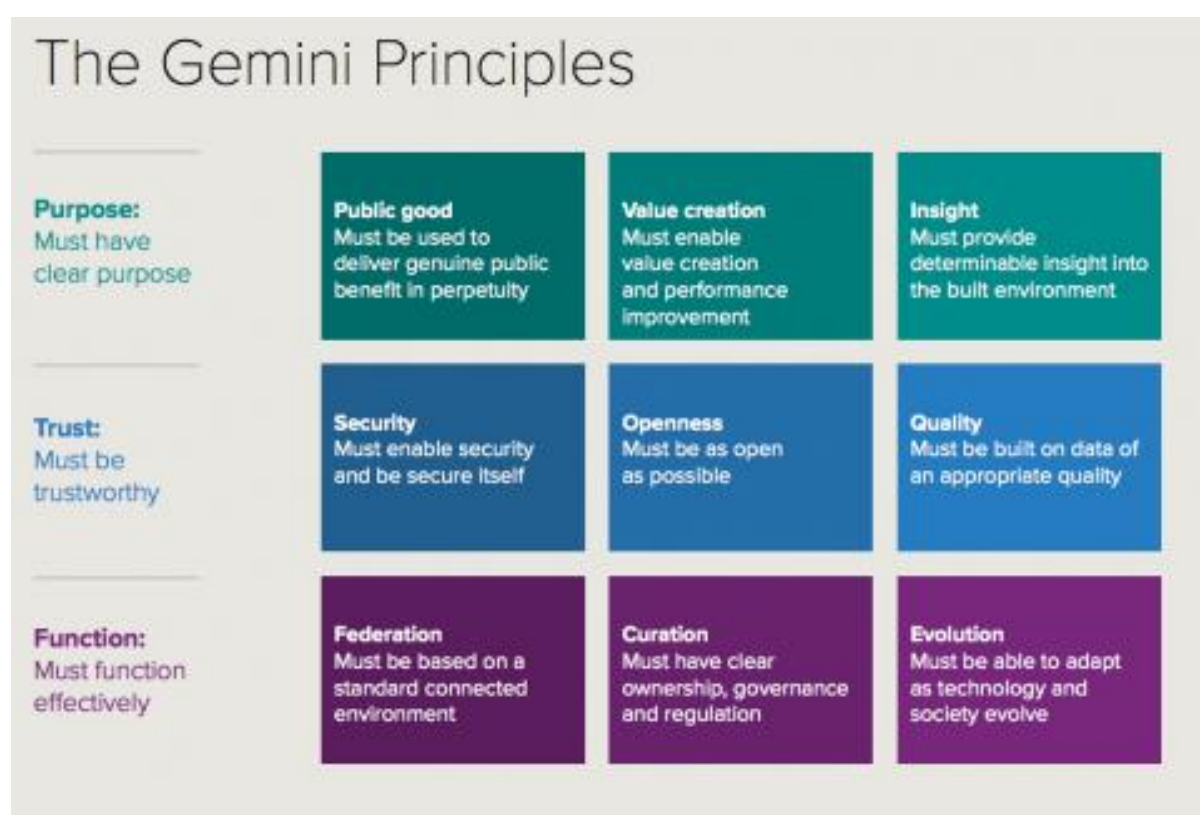 The Gemini Principles
Purpose:
Must have
clear purpose
Public good
Must be used to
deliver genuine public
benefit in perpetuity
Value creation
Must enable
value creation
and performance
improvement
Insight
Must provide
determinable insight into
the built environment
Trust:
Must be
trustworthy
Security
Must enable security
and be secure itself
Openness
Must be as open
as possible
Quality
Must be built on data of
an appropriate quality
Function:
Must function
effectively
Federation
Must be based on a
standard connected
environment
Curation
Must have clear
ownership, governance
and regulation
Evolution
Must be able to adapt
as technology and
society evolve